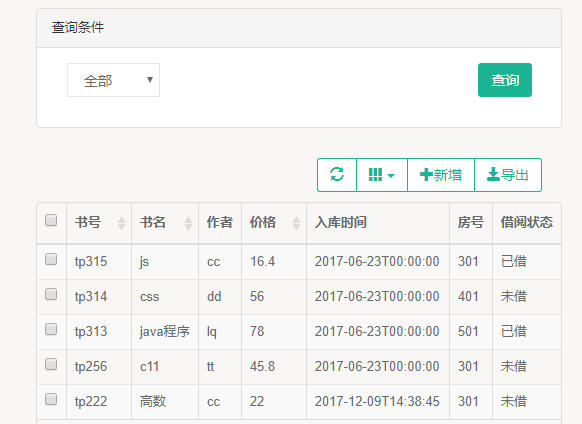 查询条件
全部 查询
新增 导出
书号 书名 作者 价格 入库时间 房号 借阅状态
tp315 js cc 16.4 2017-06-23T00:00:00 301 已借
tp314 css dd 56 2017-06-23T00:00:00 401 未借
tp313 java程序 lq 78 2017-06-23T00:00:00 501 已借
tp256 c11 tt 45.8 2017-06-23T00:00:00 301 未借
tp222 高数 cc 22 2017-12-09T14:38:45 301 未借